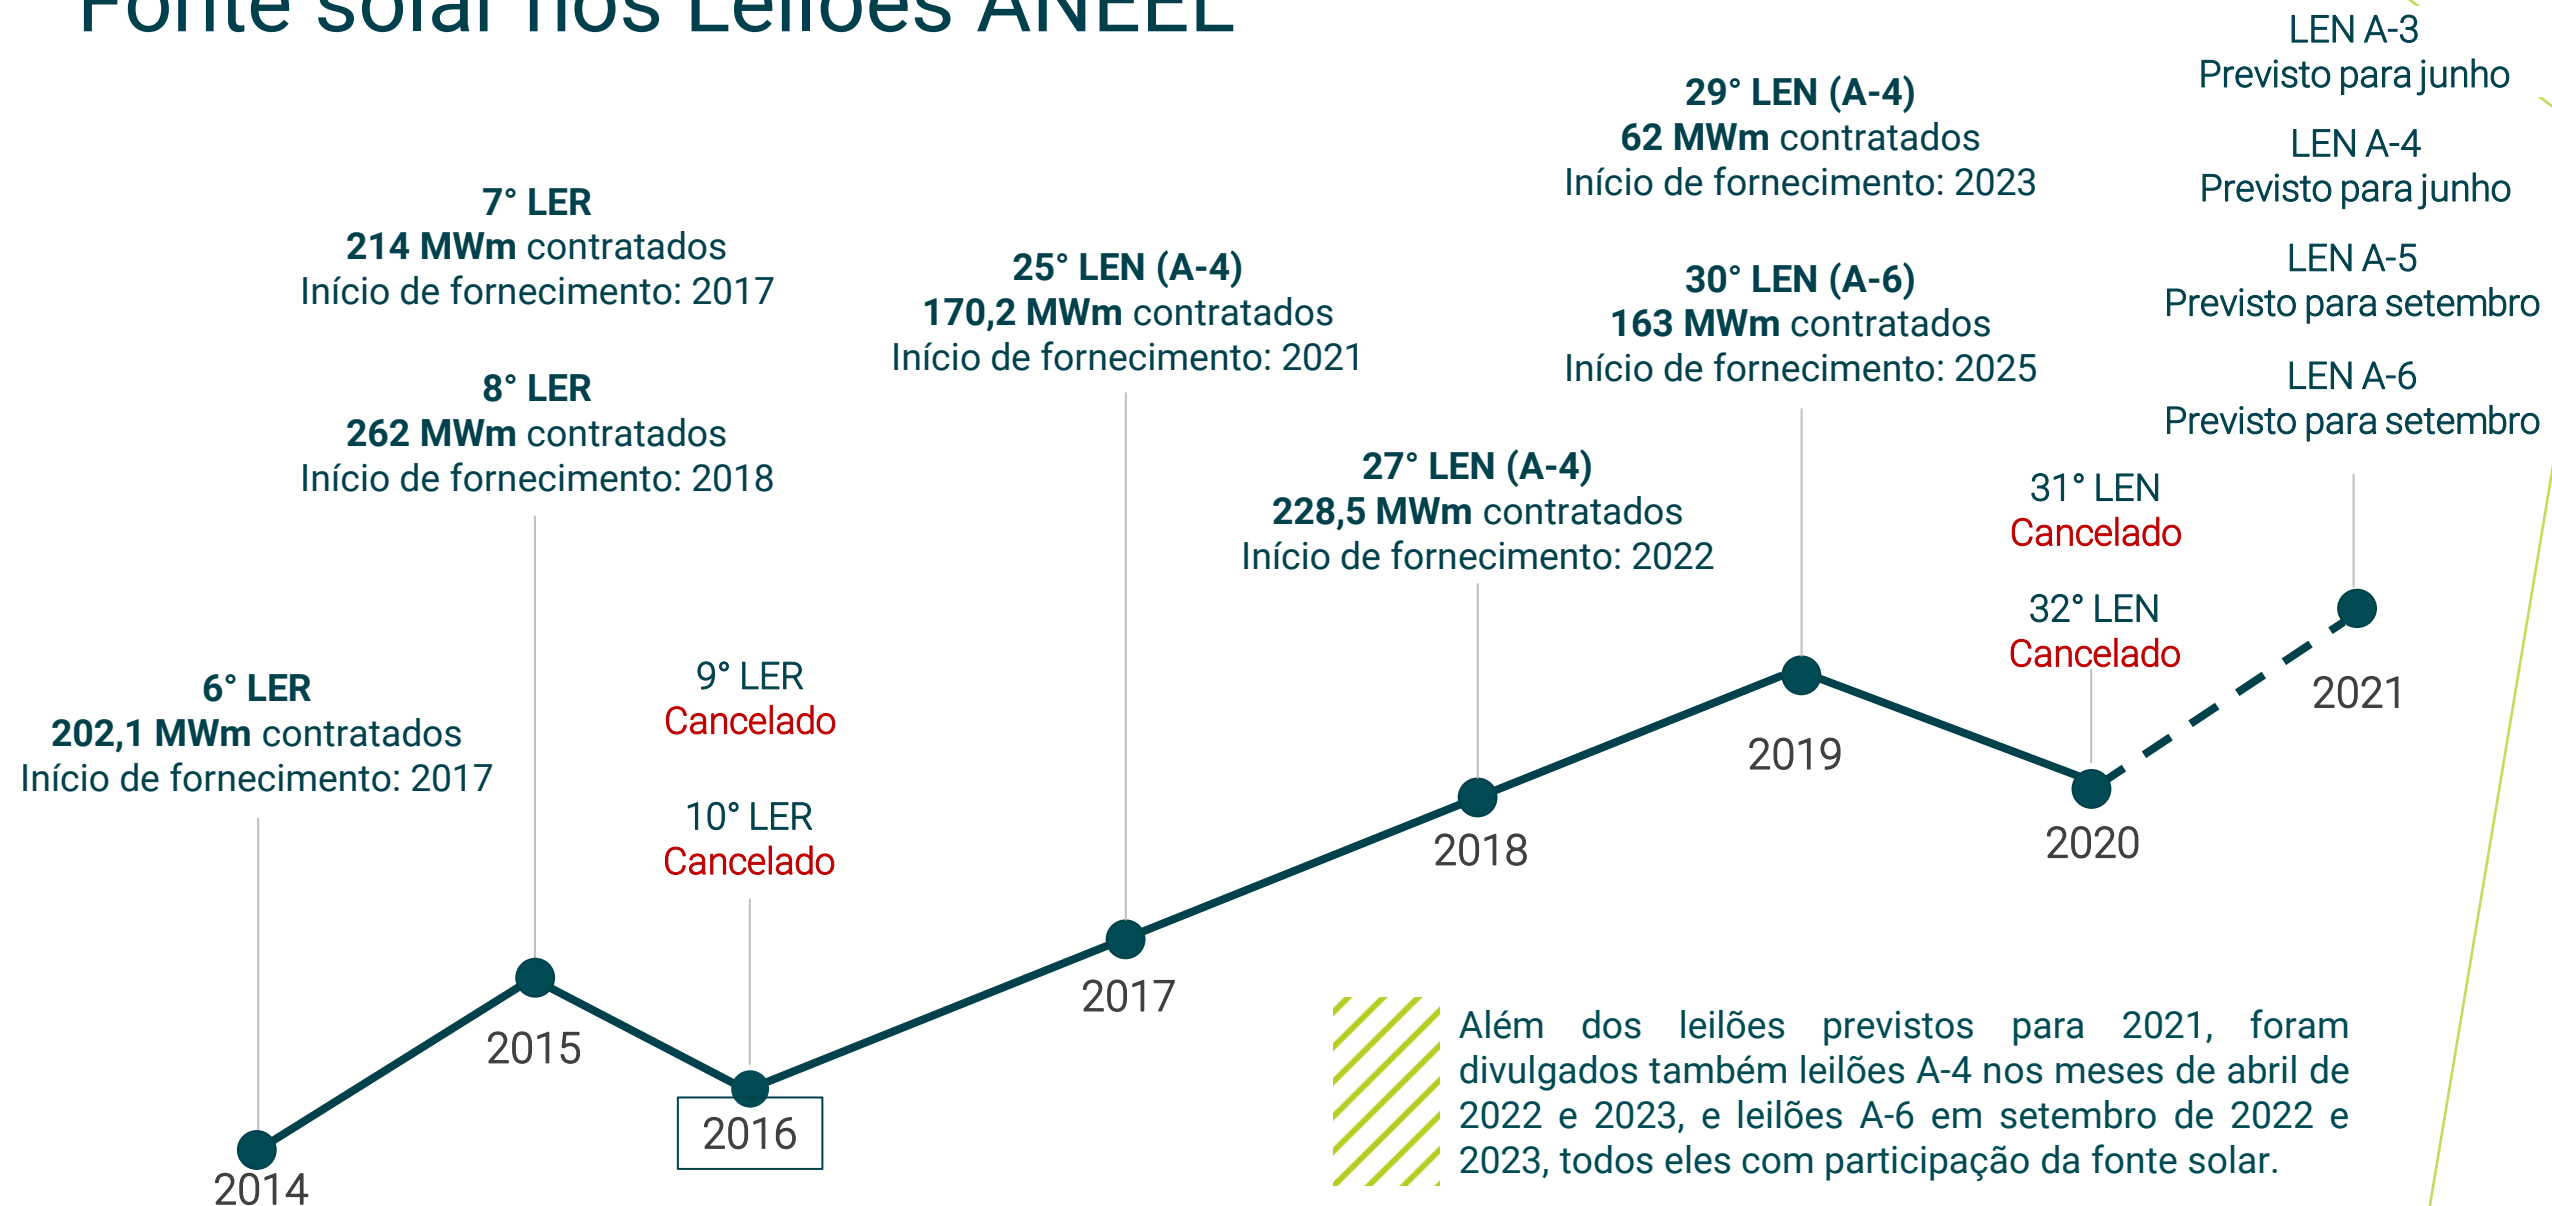 Fonte solar nos Leilões ANEEL
6° LER
202,1 MWm contratados
Início de fornecimento: 2017
2014
7° LER
214 MWm contratados
Início de fornecimento: 2017
8° LER
262 MWm contratados
Início de fornecimento: 2018
2015
9° LER
Cancelado
10° LER
Cancelado
2016
25° LEN (A-4)
170,2 MWm contratados
Início de fornecimento: 2021
2017
27° LEN (A-4)
228,5 MWm contratados
Início de fornecimento: 2022
2018
29° LEN (A-4)
62 MWm contratados
Início de fornecimento: 2023
30° LEN (A-6)
163 MWm contratados
Início de fornecimento: 2025
2019
31° LEN
Cancelado
32° LEN
Cancelado
2020
LEN A-3
Previsto para junho
LEN A-4
Previsto para junho
LEN A-5
Previsto para setembro
LEN A-6
Previsto para setembro
2021
Além dos leilões previstos para 2021, foram
divulgados também leilões A-4 nos meses de abril de
2022 e 2023, e leilões A-6 em setembro de 2022 e
2023, todos eles com participação da fonte solar.